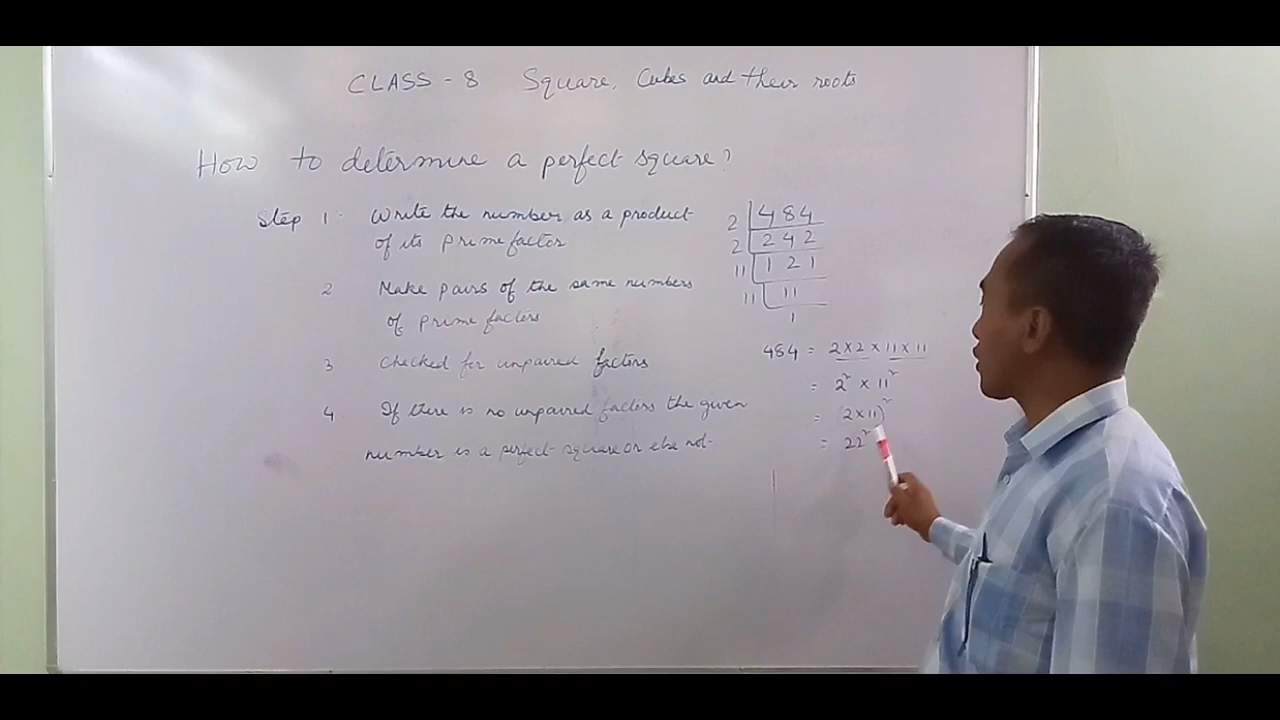 CLASS - 8 Square, Cubes and their roots
How to determine a perfect square?
Step 1. Write the number as a product
of its prime factor
2 Make pairs of the same numbers
of prime factors
3 Checked for unpaired factors
4 If there is no unpaired factors the given
number is a perfect square or else not
2 | 484
2 | 242
11 | 121
11 | 11
1
484 = 2 x 2 x 11 x 11
= 2² x 11²
= (2 x 11)²
= 22²